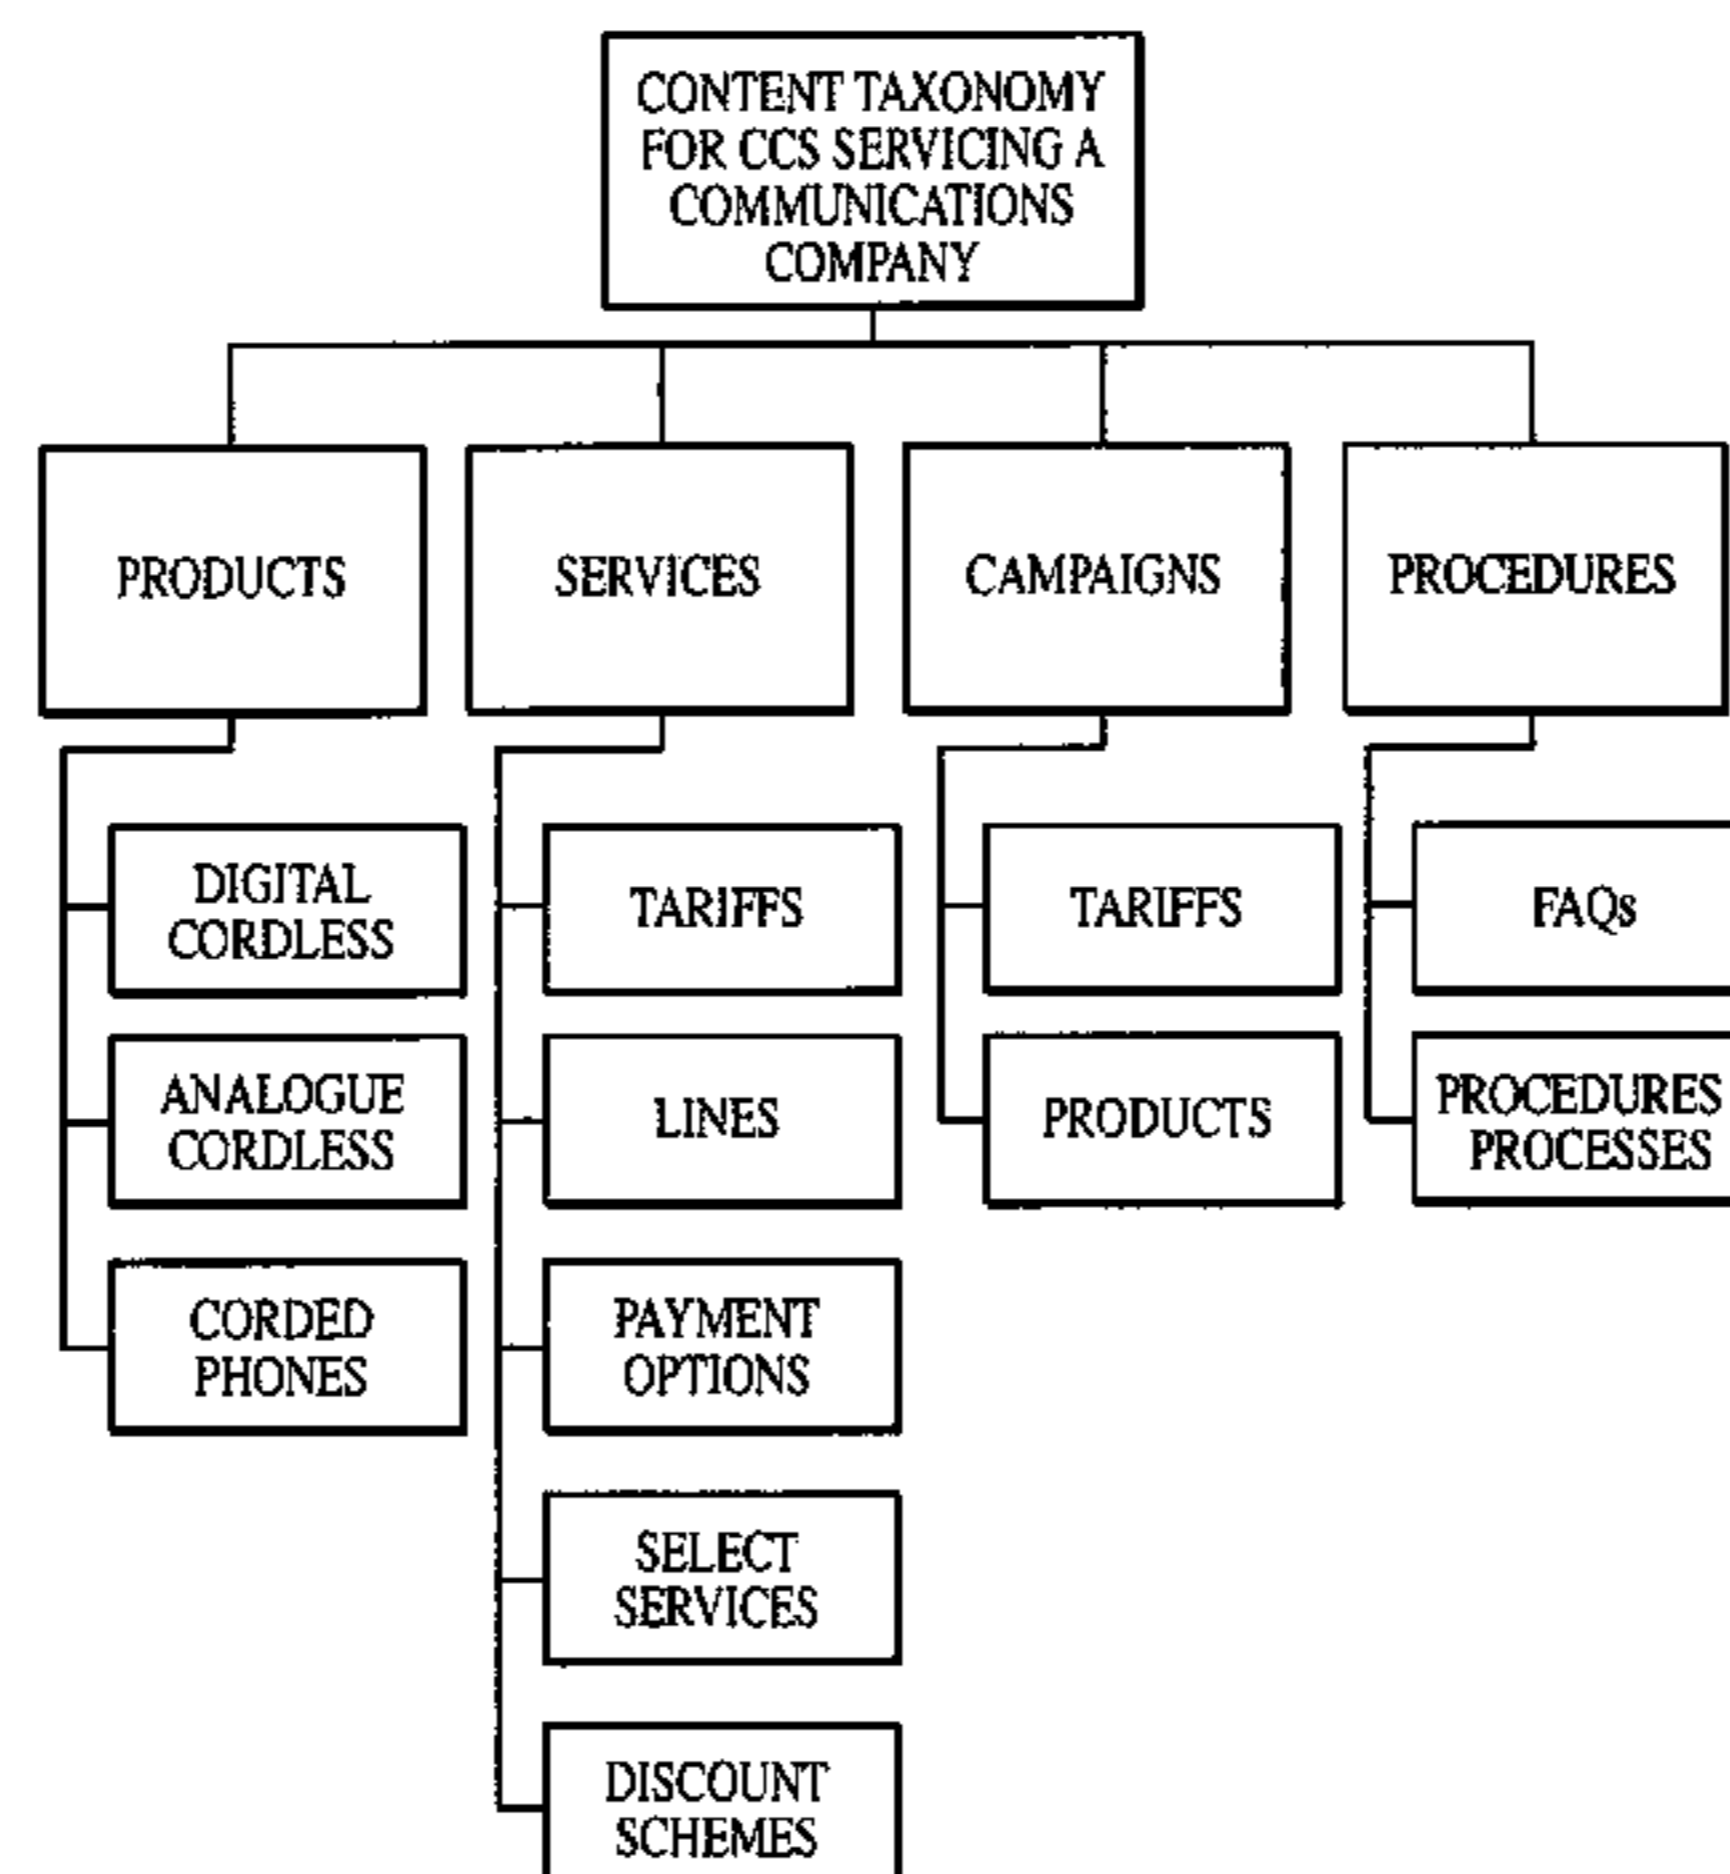 CONTENT TAXONOMY
FOR CCS SERVICING A
COMMUNICATIONS
COMPANY
PRODUCTS
SERVICES
CAMPAIGNS
PROCEDURES
DIGITAL
CORDLESS
TARIFFS
TARIFFS
FAQs
ANALOGUE
CORDLESS
LINES
PRODUCTS
PROCEDURES
PROCESSES
CORDED
PHONES
PAYMENT
OPTIONS
SELECT
SERVICES
DISCOUNT
SCHEMES